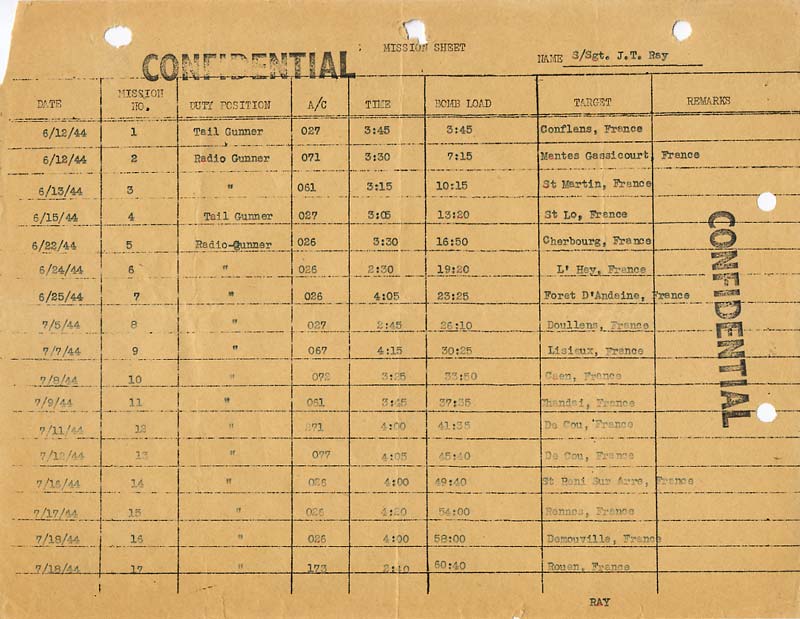 CONFIDENTIAL
MISSION SHEET
NAME S/Sgt. J.T. Ray
DATE MISSION NO. DUTY POSITION A/C TIME BOMB LOAD TARGET REMARKS
6/12/44 1 Tail Gunner 027 3:45 3:45 Conflans, France
6/12/44 2 Radio Gunner 071 3:30 7:15 Mantes Gassicourt, France
6/13/44 3 " 061 3:15 10:15 St Martin, France
6/15/44 4 Tail Gunner 027 3:05 13:20 St Lo, France
6/22/44 5 Radio-Gunner 026 3:30 16:50 Cherbourg, France
6/24/44 6 " 026 2:30 19:20 L' Hey, France
6/25/44 7 " 026 4:05 23:25 Foret D'Andaine, France
7/5/44 8 " 027 2:45 26:10 Doullens, France
7/7/44 9 " 067 4:15 30:25 Lisieux, France
7/8/44 10 " 072 3:25 33:50 Caen, France
7/9/44 11 " 061 3:45 37:35 Chandai, France
7/11/44 12 " 4:00 41:35 De Cou, France
7/12/44 13 " 077 4:05 45:40 De Cou, France
14 " 026 4:00 49:40 St Sur France
7/17/44 15 " 026 4:20 54:00 Rennes, France
7/18/44 16 " 026 4:00 58:00 Demouville, France
7/18/44 17 " 173 2:40 60:40 Rouen, France
CONFIDENTIAL
RAY